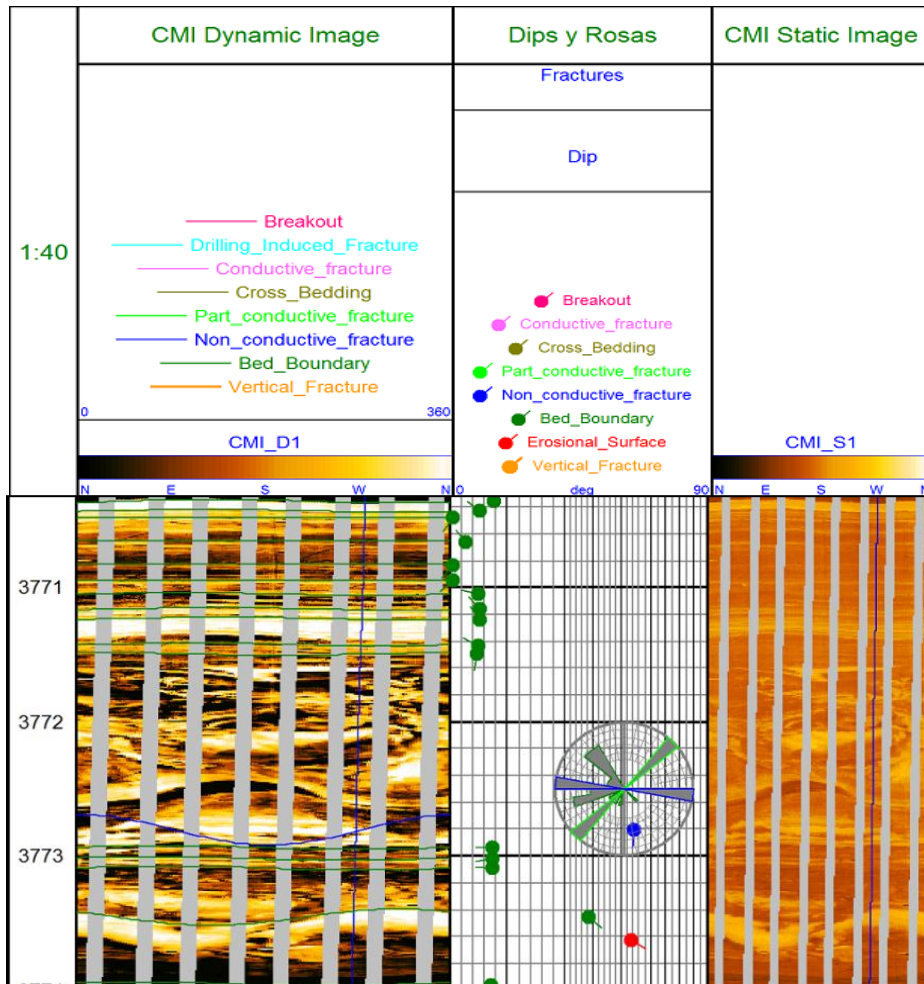 CMI Dynamic Image
Dips y Rosas
CMI Static Image
Fractures
Dip
1:40
Breakout
Drilling_Induced_Fracture
Conductive_fracture
Cross_Bedding
Part_conductive_fracture
Non_conductive_fracture
Bed_Boundary
Vertical_Fracture
0 360
CMI_D1
N E S W N
Breakout
Conductive_fracture
Cross_Bedding
Part_conductive_fracture
Non_conductive_fracture
Bed_Boundary
Erosional_Surface
Vertical_Fracture
0 deg 90
CMI_S1
N E S W
3771
3772
3773